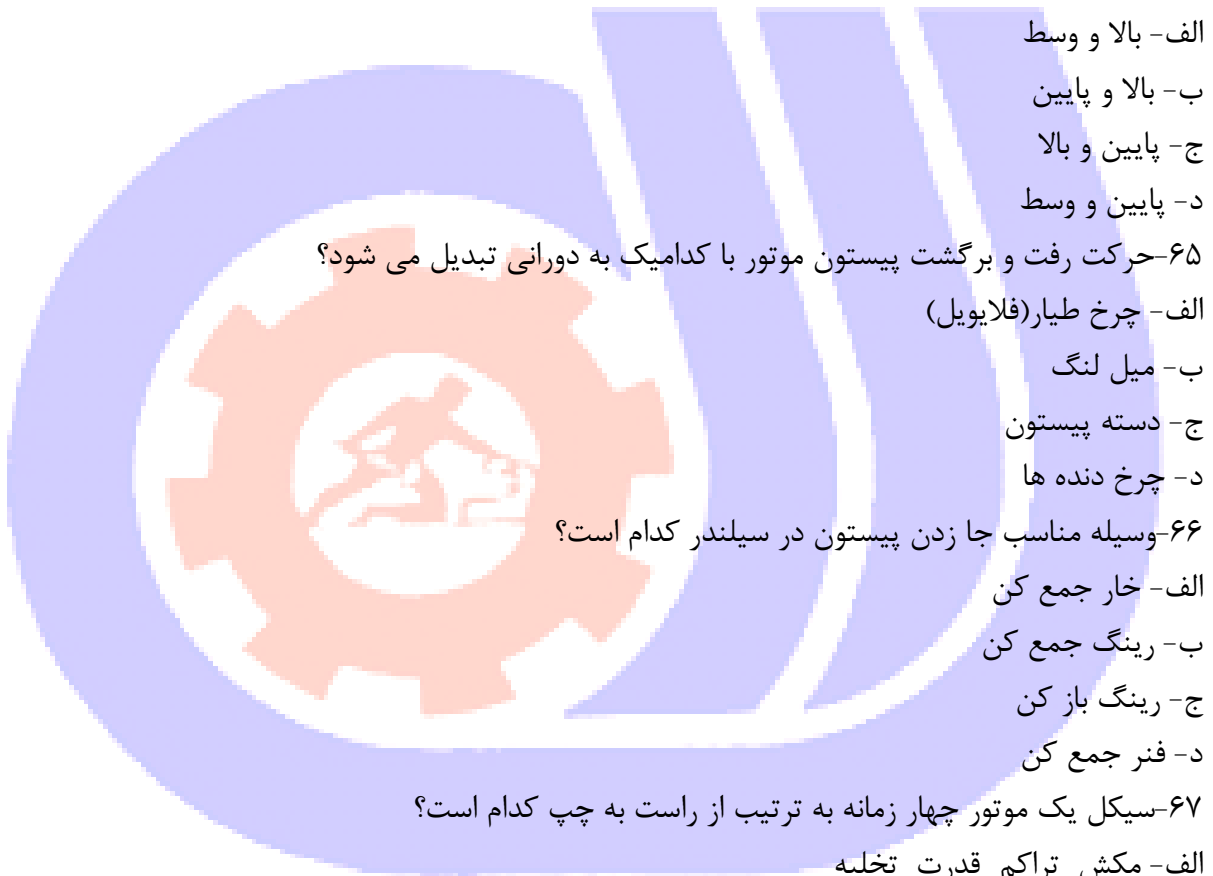 الف- بالا و وسط
ب- بالا و پایین
ج- پایین و بالا
د- پایین و وسط
۶۵-حرکت رفت و برگشت پیستون موتور با کدامیک به دورانی تبدیل می شود؟
الف- چرخ طیار(فلایویل)
ب- میل لنگ
ج- دسته پیستون
د- چرخ دنده ها
۶۶-وسیله مناسب جا زدن پیستون در سیلندر کدام است؟
الف- خار جمع کن
ب- رینگ جمع کن
ج- رینگ باز کن
د- فنر جمع کن
۶۷-سیکل یک موتور چهار زمانه به ترتیب از راست به چپ کدام است؟
الف- مکش تراکم قدرت تخلیه